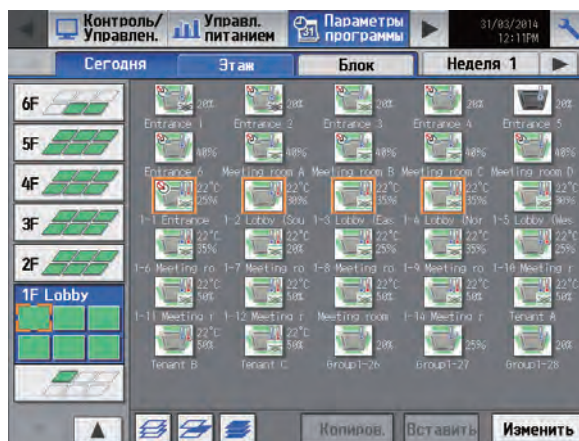 Контроль/ Управл. Параметры 31/03/2014
Управлен. питанием программы 12:11PM
Сегодня Этаж Блок Неделя 1
6F 20% 20% 20% 20% 20%
Entrance 1 Entrance 2 Entrance 3 Entrance 4 Entrance 5
5F 40% 40% 40% 40% 40%
Entrance 6 Meeting room A Meeting room B Meeting room C Meeting room D
4F 22°C 22°C 22°C 22°C 22°C
25% 30% 35% 35% 30%
1-1 Entrance 1-2 Lobby (Sou 1-3 Lobby (Eas 1-4 Lobby (Nor 1-5 Lobby (Wes
3F 22°C 22°C 22°C 22°C 22°C
35% 20% 25% 35% 25%
2F 1-6 Meeting ro 1-7 Meeting ro 1-8 Meeting ro 1-9 Meeting ro 1-10 Meeting r
1F Lobby 22°C 22°C 22°C 22°C
50% 50% 50% 50% 50%
1-11 Meeting r 1-12 Meeting r Meeting room 1-14 Meeting r Tenant A
22°C 22°C
50% 50% 20% 25% 20%
Tenant B Tenant C Group1-26 Group1-27 Group1-28
Копиров. Вставить Изменить